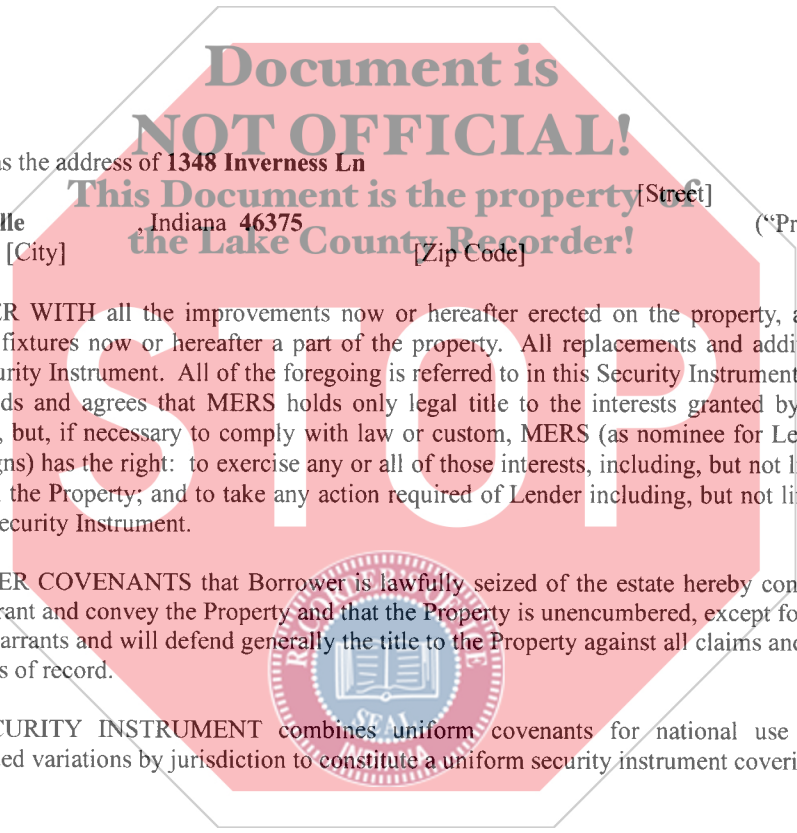 Document is
NOT OFFICIAL!
as the address of 1348 Inverness Ln
This Document is the property of
[Street]
lle , Indiana 46375 ("Pr
the Lake County Recorder!
[City] [Zip Code]
ER WITH all the improvements now or hereafter erected on the property, a
fixtures now or hereafter a part of the property. All replacements and addi
urity Instrument. All of the foregoing is referred to in this Security Instrument
ds and agrees that MERS holds only legal title to the interests granted by
, but, if necessary to comply with law or custom, MERS (as nominee for Le
gns) has the right: to exercise any or all of those interests, including, but not l
the Property; and to take any action required of Lender including, but not li
ecurity Instrument.
STOP
ER COVENANTS that Borrower is lawfully seized of the estate hereby con
rant and convey the Property and that the Property is unencumbered, except fo
arrants and will defend generally the title to the Property against all claims and
s of record.
CURITY INSTRUMENT combines uniform covenants for national use
ed variations by jurisdiction to constitute a uniform security instrument coveri
SEAL
INDIANA